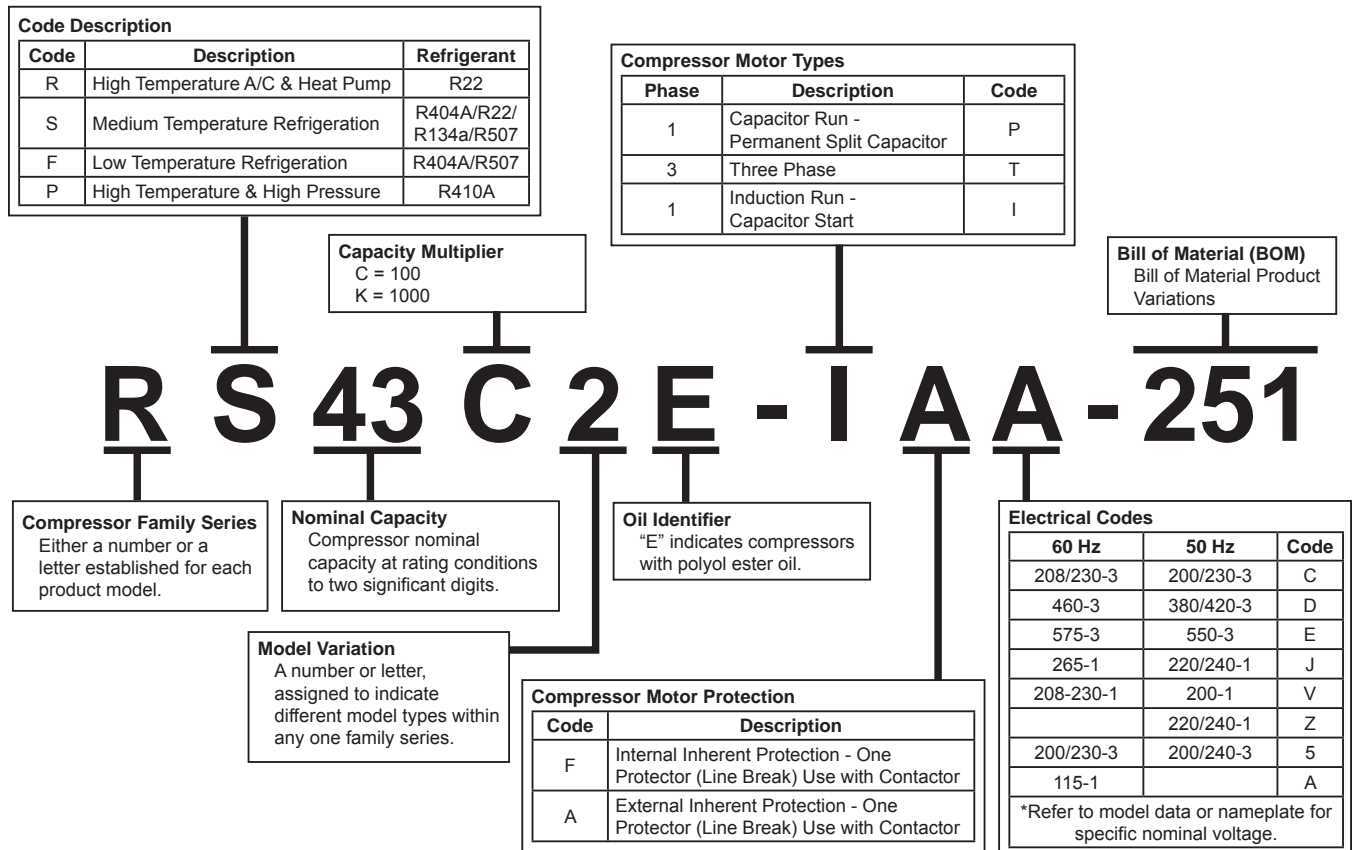 Code Description
Code Description Refrigerant
R High Temperature A/C & Heat Pump R22
S Medium Temperature Refrigeration R404A/R22/
R134a/R507
F Low Temperature Refrigeration R404A/R507
P High Temperature & High Pressure R410A
Compressor Motor Types
Phase Description Code
1 Capacitor Run -
Permanent Split Capacitor P
3 Three Phase T
1 Induction Run -
Capacitor Start I
Capacity Multiplier
C = 100
K = 1000
Bill of Material (BOM)
Bill of Material Product
Variations
R S 43 C 2 E - I A A - 251
Compressor Family Series
Either a number or a
letter established for each
product model.
Nominal Capacity
Compressor nominal
capacity at rating conditions
to two significant digits.
Oil Identifier
“E” indicates compressors
with polyol ester oil.
Model Variation
A number or letter,
assigned to indicate
different model types within
any one family series.
Compressor Motor Protection
Code Description
F Internal Inherent Protection - One
Protector (Line Break) Use with Contactor
A External Inherent Protection - One
Protector (Line Break) Use with Contactor
Electrical Codes
60 Hz 50 Hz Code
208/230-3 200/230-3 C
460-3 380/420-3 D
575-3 550-3 E
265-1 220/240-1 J
208-230-1 200-1 V
220/240-1 Z
200/230-3 200/240-3 5
115-1 A
*Refer to model data or nameplate for
specific nominal voltage.